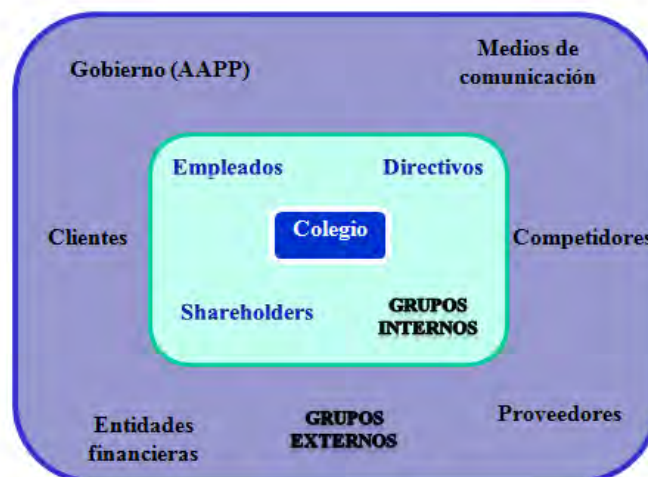 Gobierno (AAPP)
Medios de
comunicación
Empleados
Directivos
Clientes
Colegio
Competidores
Shareholders
GRUPOS
INTERNOS
Entidades
financieras
GRUPOS
EXTERNOS
Proveedores